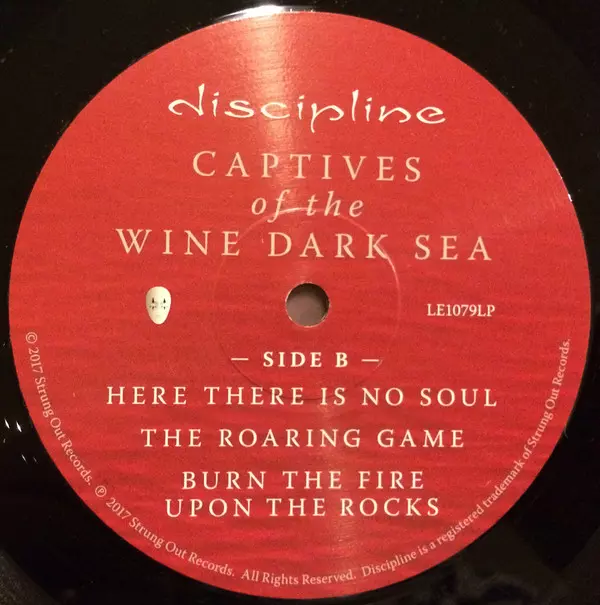 discipline
CAPTIVES
of the
WINE DARK SEA
LE1079LP
— SIDE B —
HERE THERE IS NO SOUL
THE ROARING GAME
BURN THE FIRE
UPON THE ROCKS
© 2017 Strung Out Records. ℗ 2017 Strung Out Records. All Rights Reserved. Discipline is a registered trademark of Strung Out Records.